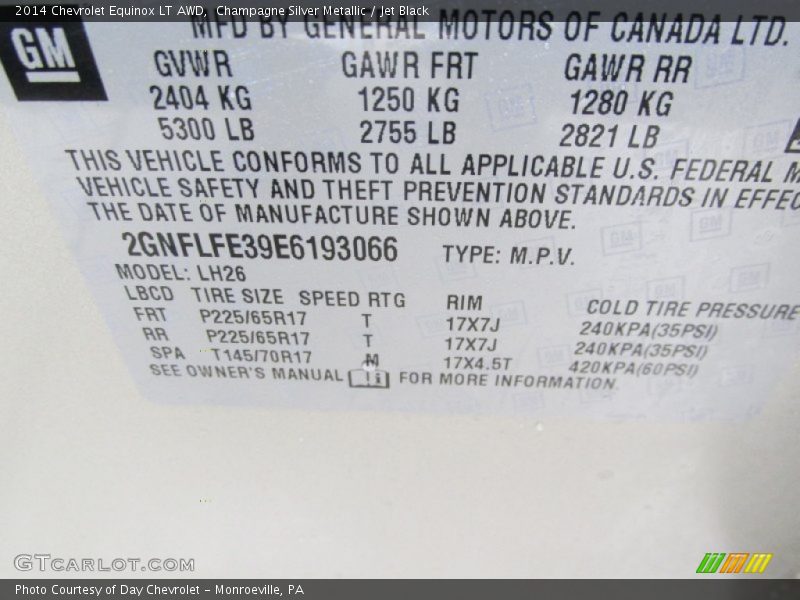 2014 Chevrolet Equinox LT AWD, Champagne Silver Metallic / Jet Black
MFD BY GENERAL MOTORS OF CANADA LTD.
GM
GVWR GAWR FRT GAWR RR
2404 KG 1250 KG 1280 KG
5300 LB 2755 LB 2821 LB
THIS VEHICLE CONFORMS TO ALL APPLICABLE U.S. FEDERAL M
VEHICLE SAFETY AND THEFT PREVENTION STANDARDS IN EFFEC
THE DATE OF MANUFACTURE SHOWN ABOVE.
2GNFLFE39E6193066 TYPE: M.P.V.
MODEL: LH26
LBCD TIRE SIZE SPEED RTG RIM COLD TIRE PRESSURE
FRT P225/65R17 T 17X7J 240KPA(35PSI)
RR P225/65R17 T 17X7J 240KPA(35PSI)
SPA T145/70R17 M 17X4.5T 420KPA(60PSI)
SEE OWNER'S MANUAL FOR MORE INFORMATION.
GTCARLOT.COM
Photo Courtesy of Day Chevrolet – Monroeville, PA